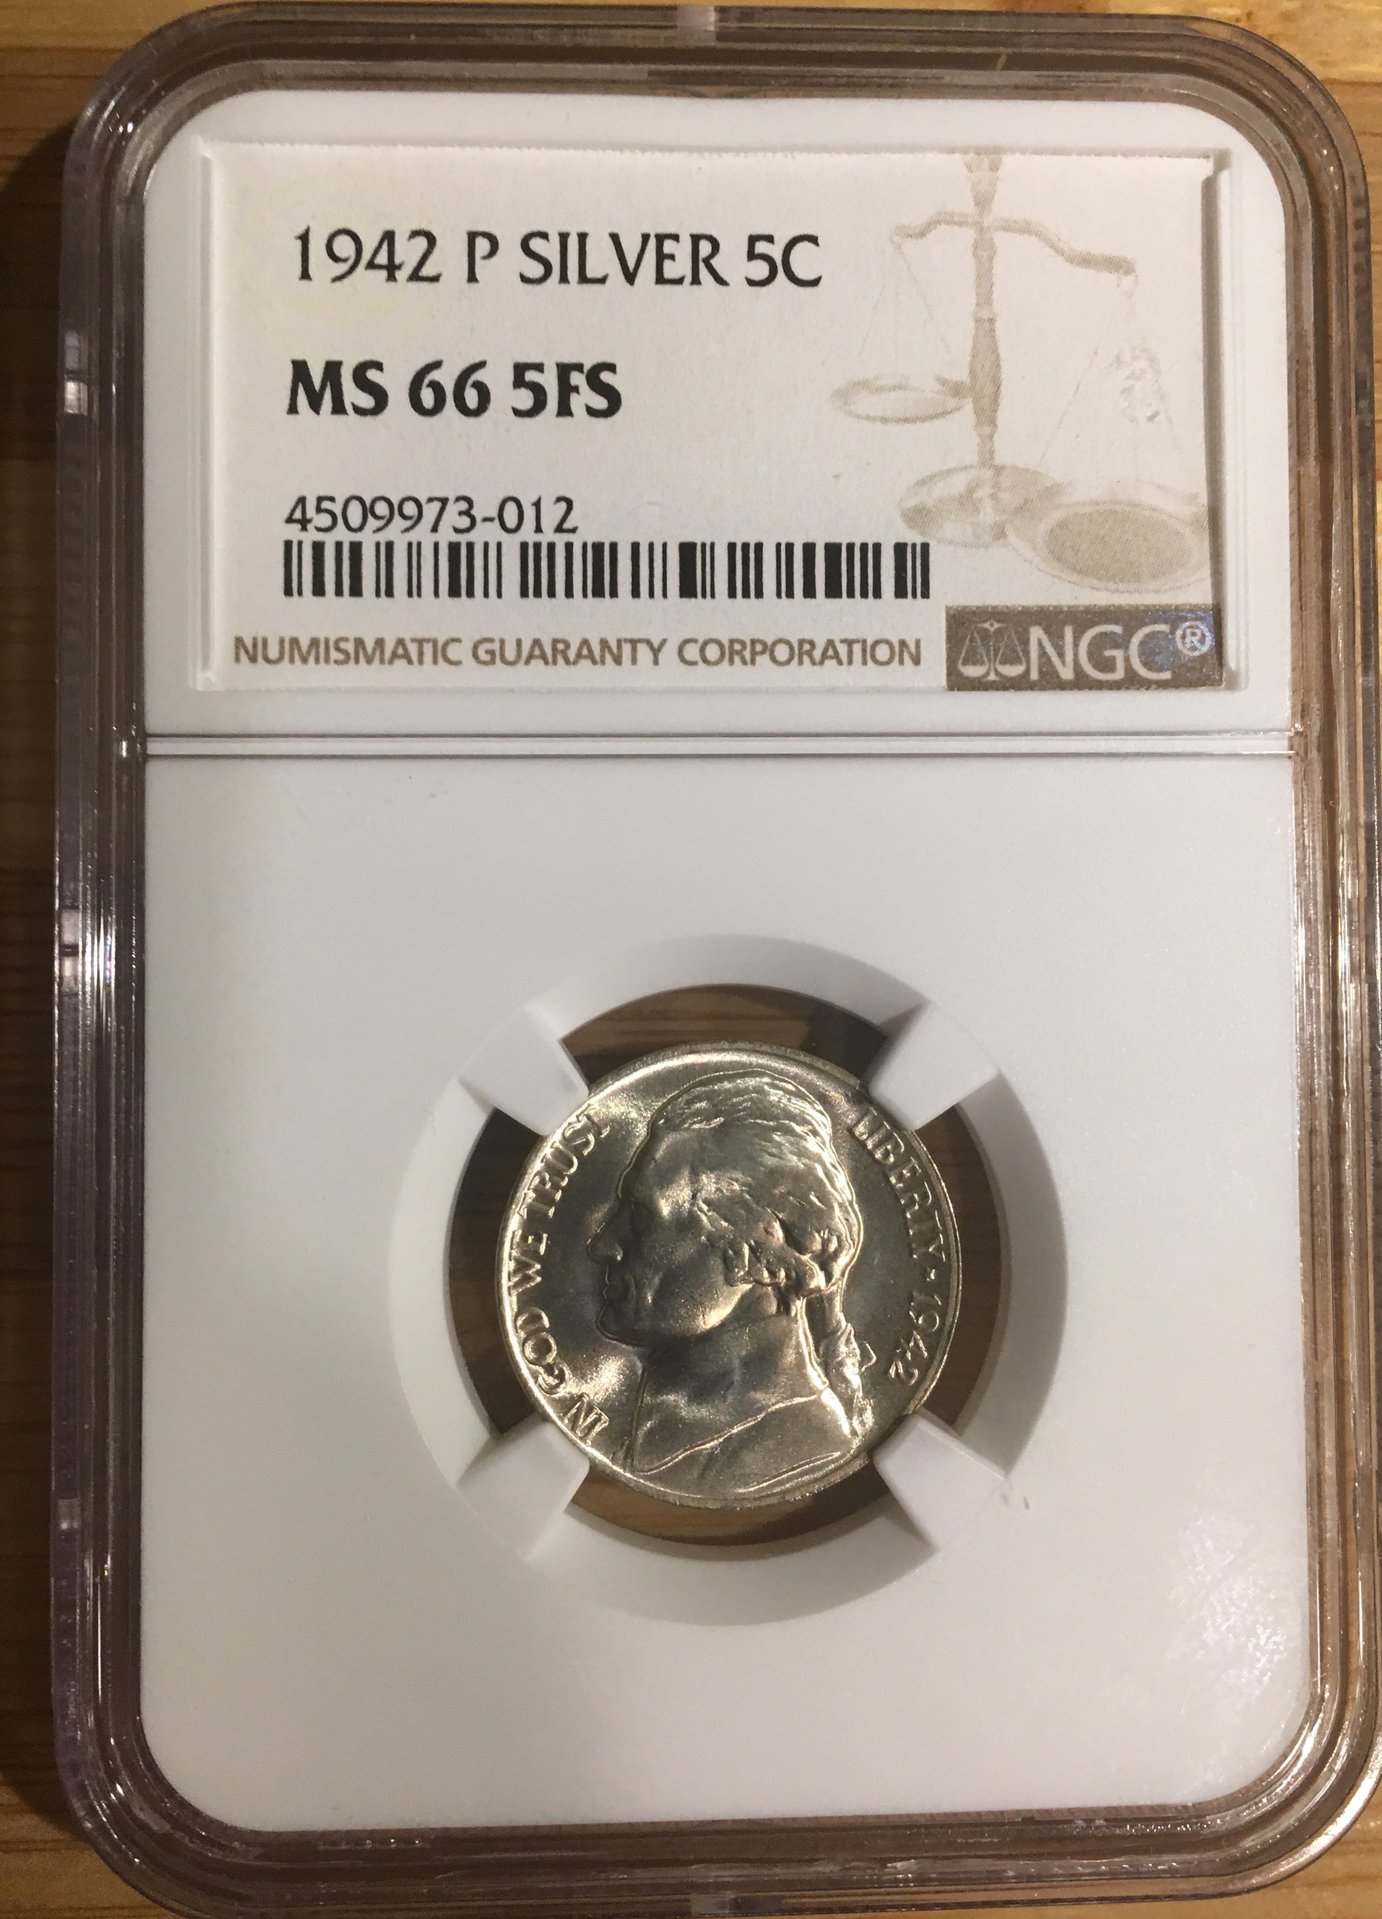 1942 P SILVER 5C
MS 66 5FS
4509973-012
NUMISMATIC GUARANTY CORPORATION
NGC®
IN GOD WE TRUST
LIBERTY · 1942